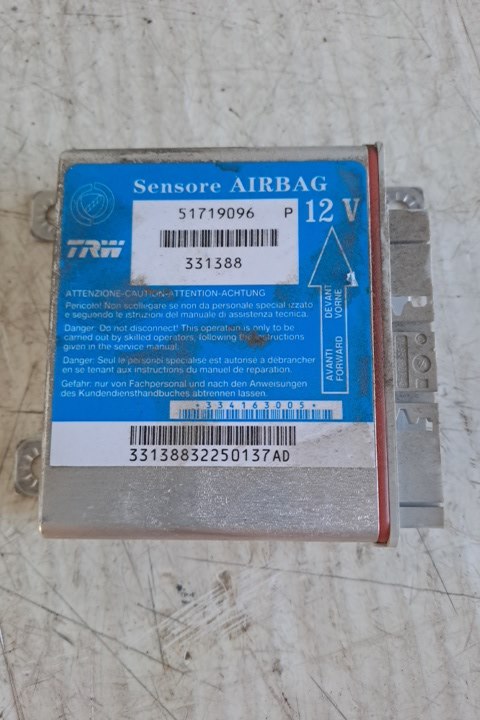 Sensore AIRBAG
51719096 P
12 V
331388
TRW
ATTENZIONE-CAUTION-ATTENTION-ACHTUNG
Pericolo! Non scollegare se non da personale specializzato
e seguendo le istruzioni del manuale di assistenza tecnica.
Danger: Do not disconnect! This operation is only to be
carried out by skilled operators, following the instructions
given in the service manual.
Danger: Seul le personel specialisé est autorisé a débrancher
en se tenant aux instructions du manuel de reparation.
Gefahr: nur von Fachpersonal und nach den Anweisungen
des Kundendiensthandbuches abtrennen lassen.
AVANTI DEVANT
FORWARD VORNE
*334163005*
33138832250137AD